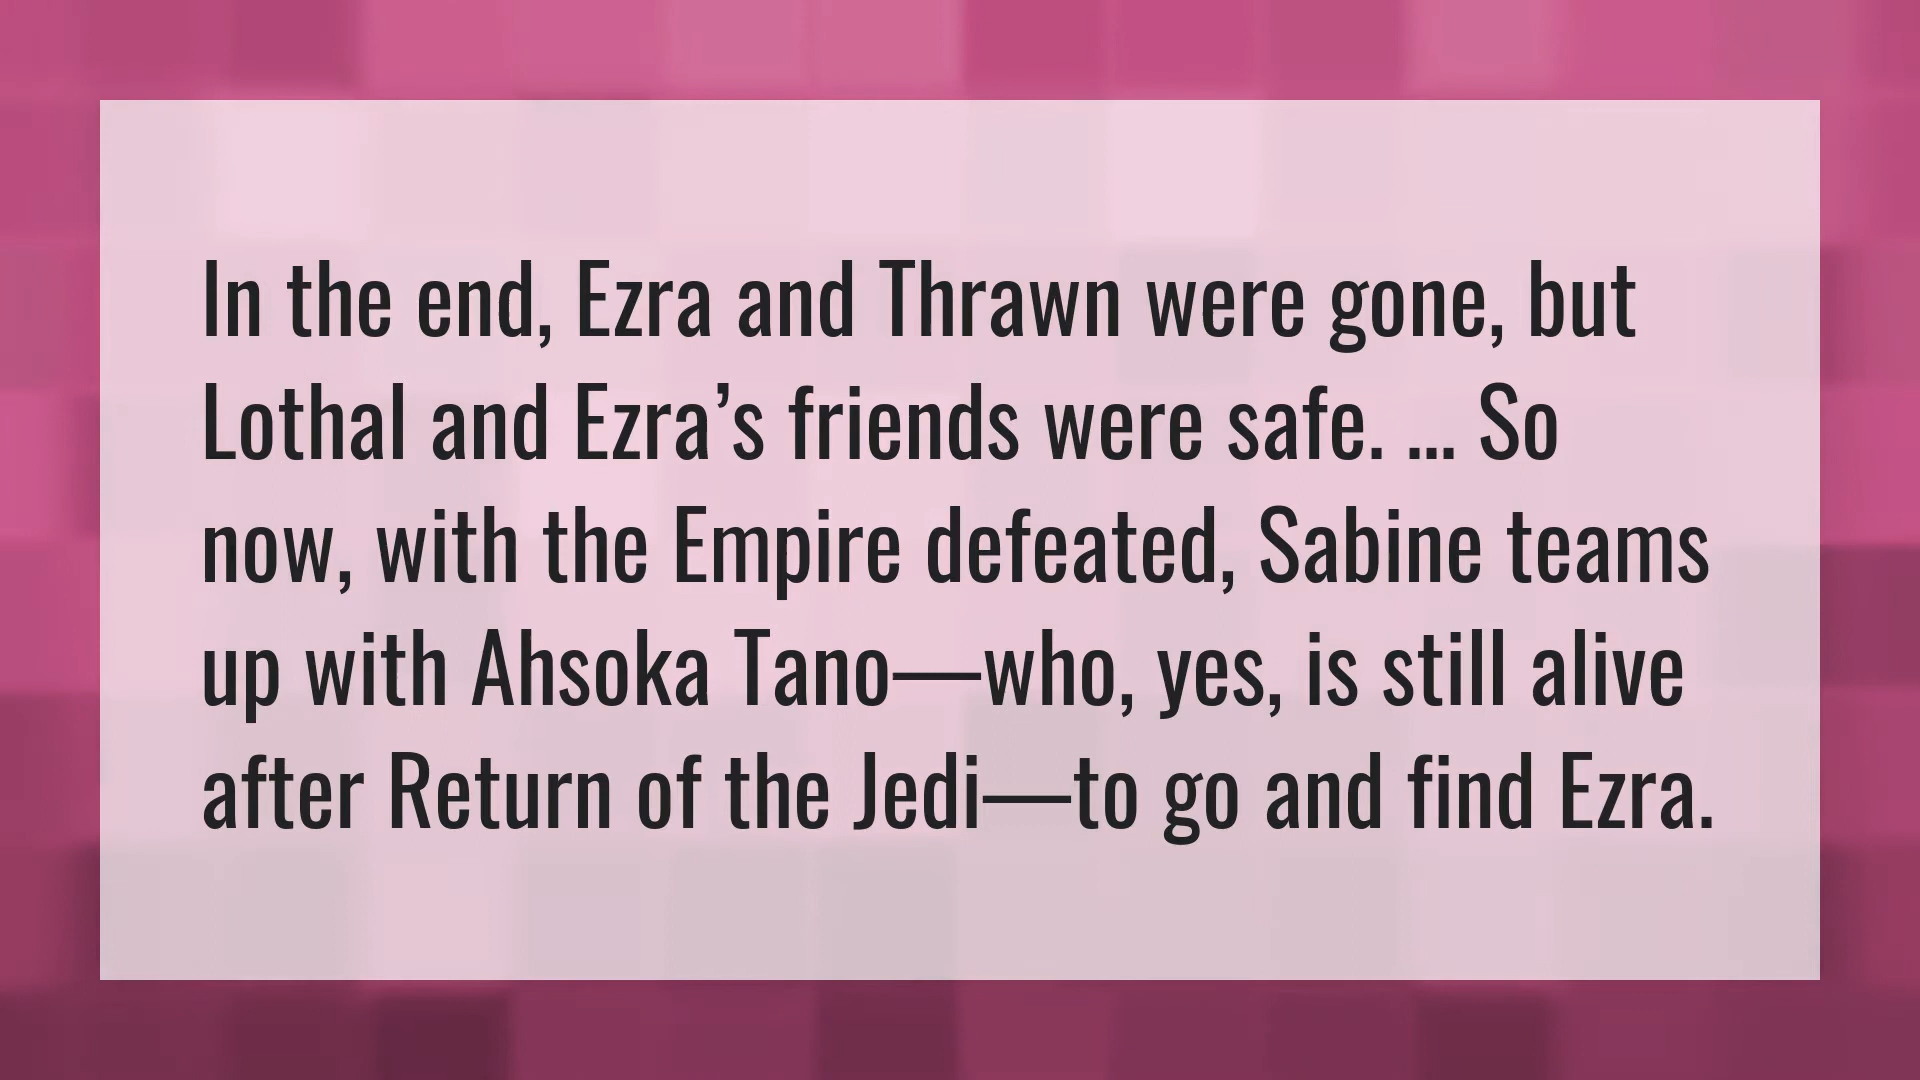 In the end, Ezra and Thrawn were gone, but
Lothal and Ezra’s friends were safe. ... So
now, with the Empire defeated, Sabine teams
up with Ahsoka Tano—who, yes, is still alive
after Return of the Jedi—to go and find Ezra.